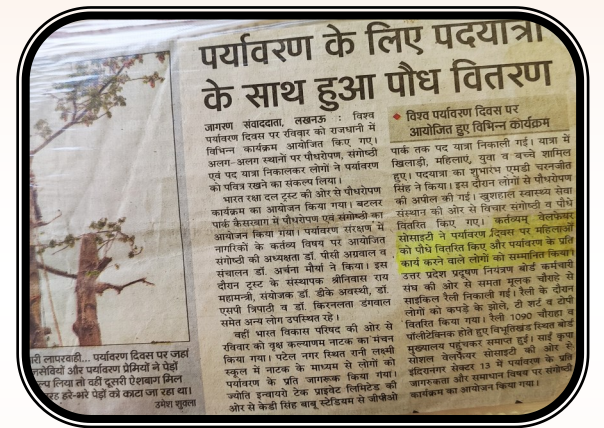 पर्यावरण के लिए पदयात्रा
के साथ हुआ पौध वितरण
जागरण संवाददाता, लखनऊ : विश्व
पर्यावरण दिवस पर रविवार को राजधानी में
विभिन्न कार्यक्रम आयोजित किए गए।
अलग-अलग स्थानों पर पौधरोपण, संगोष्ठी
एवं पद यात्रा निकालकर लोगों ने पर्यावरण
को पवित्र रखने का संकल्प लिया।
भारत रक्षा दल ट्रस्ट की ओर से पौधरोपण
कार्यक्रम का आयोजन किया गया। बटलर
पार्क कैसरबाग में पौधरोपण एवं संगोष्ठी का
आयोजन किया गया। पर्यावरण संरक्षण में
नागरिकों के कर्तव्य विषय पर आयोजित
संगोष्ठी की अध्यक्षता डॉ. पीसी अग्रवाल व
संचालन डॉ. अर्चना मौर्या ने किया। इस
दौरान ट्रस्ट के संस्थापक श्रीनिवास राय
महामन्त्री, संयोजक डॉ. डीके अवस्थी, डॉ.
एसपी त्रिपाठी व डॉ. किरनलता डंगवाल
समेत अन्य लोग उपस्थित रहे।
वहीं भारत विकास परिषद की ओर से
रविवार को वृक्ष कल्याणम नाटक का मंचन
किया गया। पटेल नगर स्थित रानी लक्ष्मी
स्कूल में नाटक के माध्यम से लोगों को
पर्यावरण के प्रति जागरूक किया गया।
ज्योति इन्वायरो टेक प्राइवेट लिमिटेड की
ओर से केडी सिंह बाबू स्टेडियम से जीपीओ
विश्व पर्यावरण दिवस पर
आयोजित हुए विभिन्न कार्यक्रम
पार्क तक पद यात्रा निकाली गई। यात्रा में
खिलाड़ी, महिलाएं, युवा व बच्चे शामिल
हुए। पदयात्रा का शुभारंभ एमडी चरनजीत
सिंह ने किया। इस दौरान लोगों से पौधरोपण
की अपील की गई। खुशहाल स्वास्थ्य सेवा
संस्थान की ओर से विचार संगोष्ठी व पौधे
वितरित किए गए। कर्तव्यम् वेलफेयर
सोसाइटी ने पर्यावरण दिवस पर महिलाओं
को पौधे वितरित किए और पर्यावरण के प्रति
कार्य करने वाले लोगों को सम्मानित किया।
उत्तर प्रदेश प्रदूषण नियंत्रण बोर्ड कर्मचारी
संघ की ओर से समता मूलक चौराहे से
साइकिल रैली निकाली गई। रैली के दौरान
लोगों को कपड़े के झोले, टी शर्ट व टोपी
वितरित किया गया। रैली 1090 चौराहा व
पॉलीटेक्निक होते हुए विभूतिखंड स्थित बोर्ड
मुख्यालय पहुंचकर समाप्त हुई। साईं कृपा
सोशल वेलफेयर सोसाइटी की ओर से
इंदिरानगर सेक्टर 13 में पर्यावरण के प्रति
जागरुकता और समाधान विषय पर संगोष्ठी
कार्यक्रम का आयोजन किया गया।
लापरवाही... पर्यावरण दिवस पर जहां
और पर्यावरण प्रेमियों ने पेड़ों
लिया तो वहीं दूसरी ऐशबाग मिल
हरे-भरे पेड़ों को काटा जा रहा था।
उमेश शुक्ला